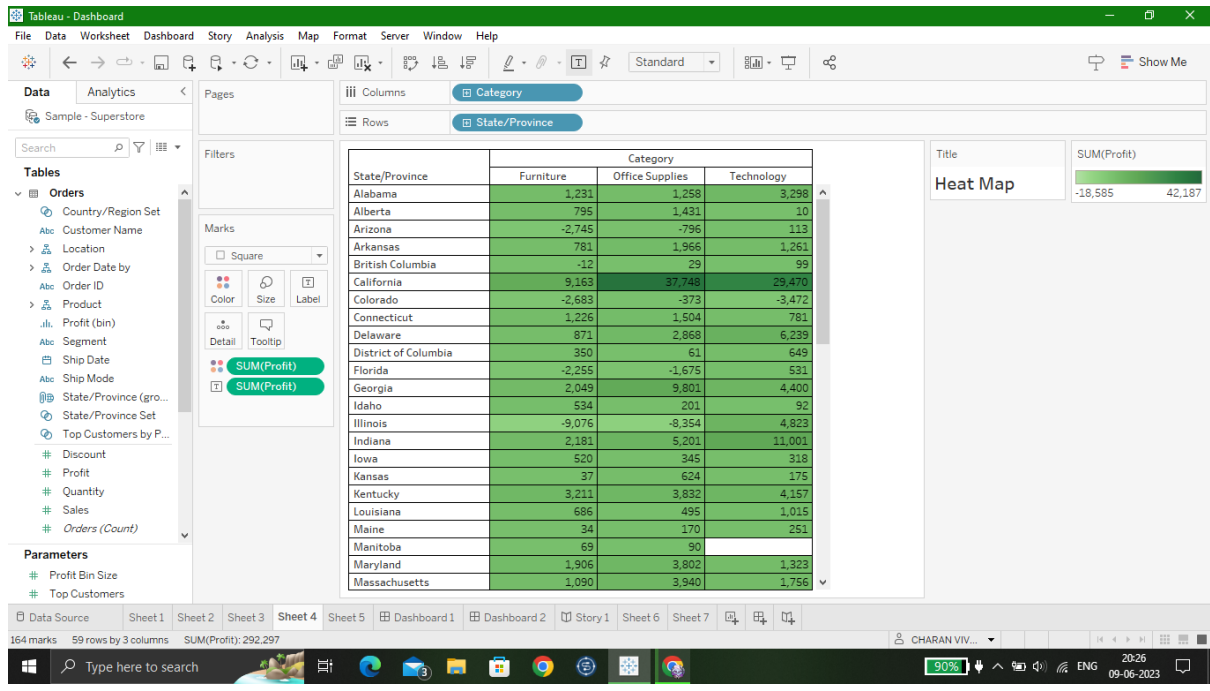 Tableau - Dashboard
File Data Worksheet Dashboard Story Analysis Map Format Server Window Help
Standard
Show Me
Data Analytics
Sample - Superstore
Search
Tables
Orders
Country/Region Set
Abc Customer Name
Location
Order Date by
Abc Order ID
Product
Profit (bin)
Abc Segment
Ship Date
Abc Ship Mode
State/Province (gro...
State/Province Set
Top Customers by P...
# Discount
# Profit
# Quantity
# Sales
# Orders (Count)
Parameters
# Profit Bin Size
# Top Customers
Pages
Filters
Marks
Square
Color Size Label
Detail Tooltip
SUM(Profit)
T SUM(Profit)
iii Columns Category
Rows State/Province
Category
State/Province Furniture Office Supplies Technology
Alabama 1,231 1,258 3,298
Alberta 795 1,431 10
Arizona -2,745 -796 113
Arkansas 781 1,966 1,261
British Columbia -12 29 99
California 9,163 37,748 29,470
Colorado -2,683 -373 -3,472
Connecticut 1,226 1,504 781
Delaware 871 2,868 6,239
District of Columbia 350 61 649
Florida -2,255 -1,675 531
Georgia 2,049 9,801 4,400
Idaho 534 201 92
Illinois -9,076 -8,354 4,823
Indiana 2,181 5,201 11,001
Iowa 520 345 318
Kansas 37 624 175
Kentucky 3,211 3,832 4,157
Louisiana 686 495 1,015
Maine 34 170 251
Manitoba 69 90
Maryland 1,906 3,802 1,323
Massachusetts 1,090 3,940 1,756
Title
Heat Map
SUM(Profit)
-18,585 42,187
Data Source Sheet 1 Sheet 2 Sheet 3 Sheet 4 Sheet 5 Dashboard 1 Dashboard 2 Story 1 Sheet 6 Sheet 7
164 marks 59 rows by 3 columns SUM(Profit): 292,297
CHARAN VIV...
Type here to search
3
90%
ENG
20:26
09-06-2023